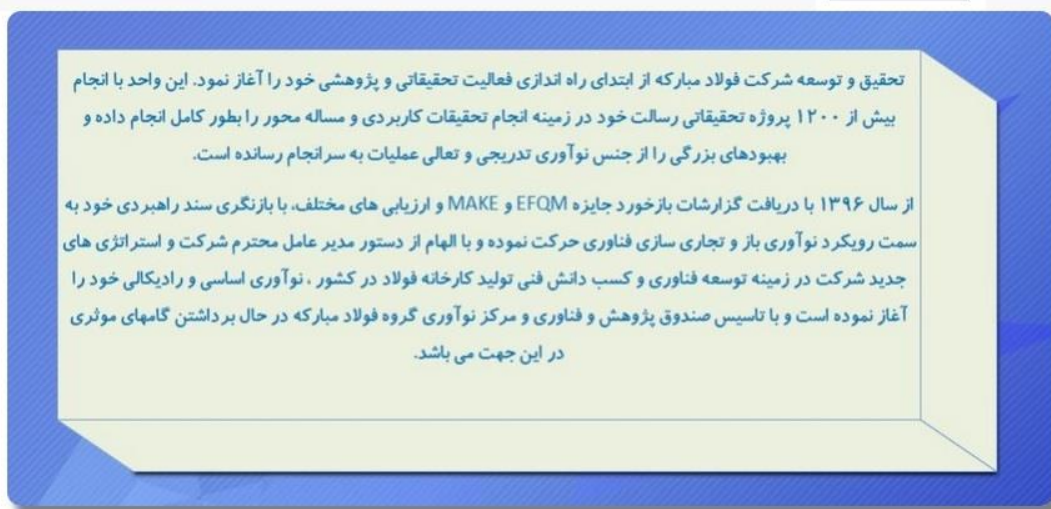 تحقیق و توسعه شرکت فولاد مبارکه از ابتدای راه اندازی فعالیت تحقیقاتی و پژوهشی خود را آغاز نمود. این واحد با انجام
بیش از ۱۲۰۰ پروژه تحقیقاتی رسالت خود در زمینه انجام تحقیقات کاربردی و مساله محور را بطور کامل انجام داده و
بهبودهای بزرگی را از جنس نوآوری تدریجی و تعالی عملیات به سرانجام رسانده است.
از سال ۱۳۹۶ با دریافت گزارشات بازخورد جایزه EFQM و MAKE و ارزیابی های مختلف، با بازنگری سند راهبردی خود به
سمت رویکرد نوآوری باز و تجاری سازی فناوری حرکت نموده و با الهام از دستور مدیر عامل محترم شرکت و استراتژی های
جدید شرکت در زمینه توسعه فناوری و کسب دانش فنی تولید کارخانه فولاد در کشور ، نوآوری اساسی و رادیکالی خود را
آغاز نموده است و با تاسیس صندوق پژوهش و فناوری و مرکز نوآوری گروه فولاد مبارکه در حال برداشتن گامهای موثری
در این جهت می باشد.